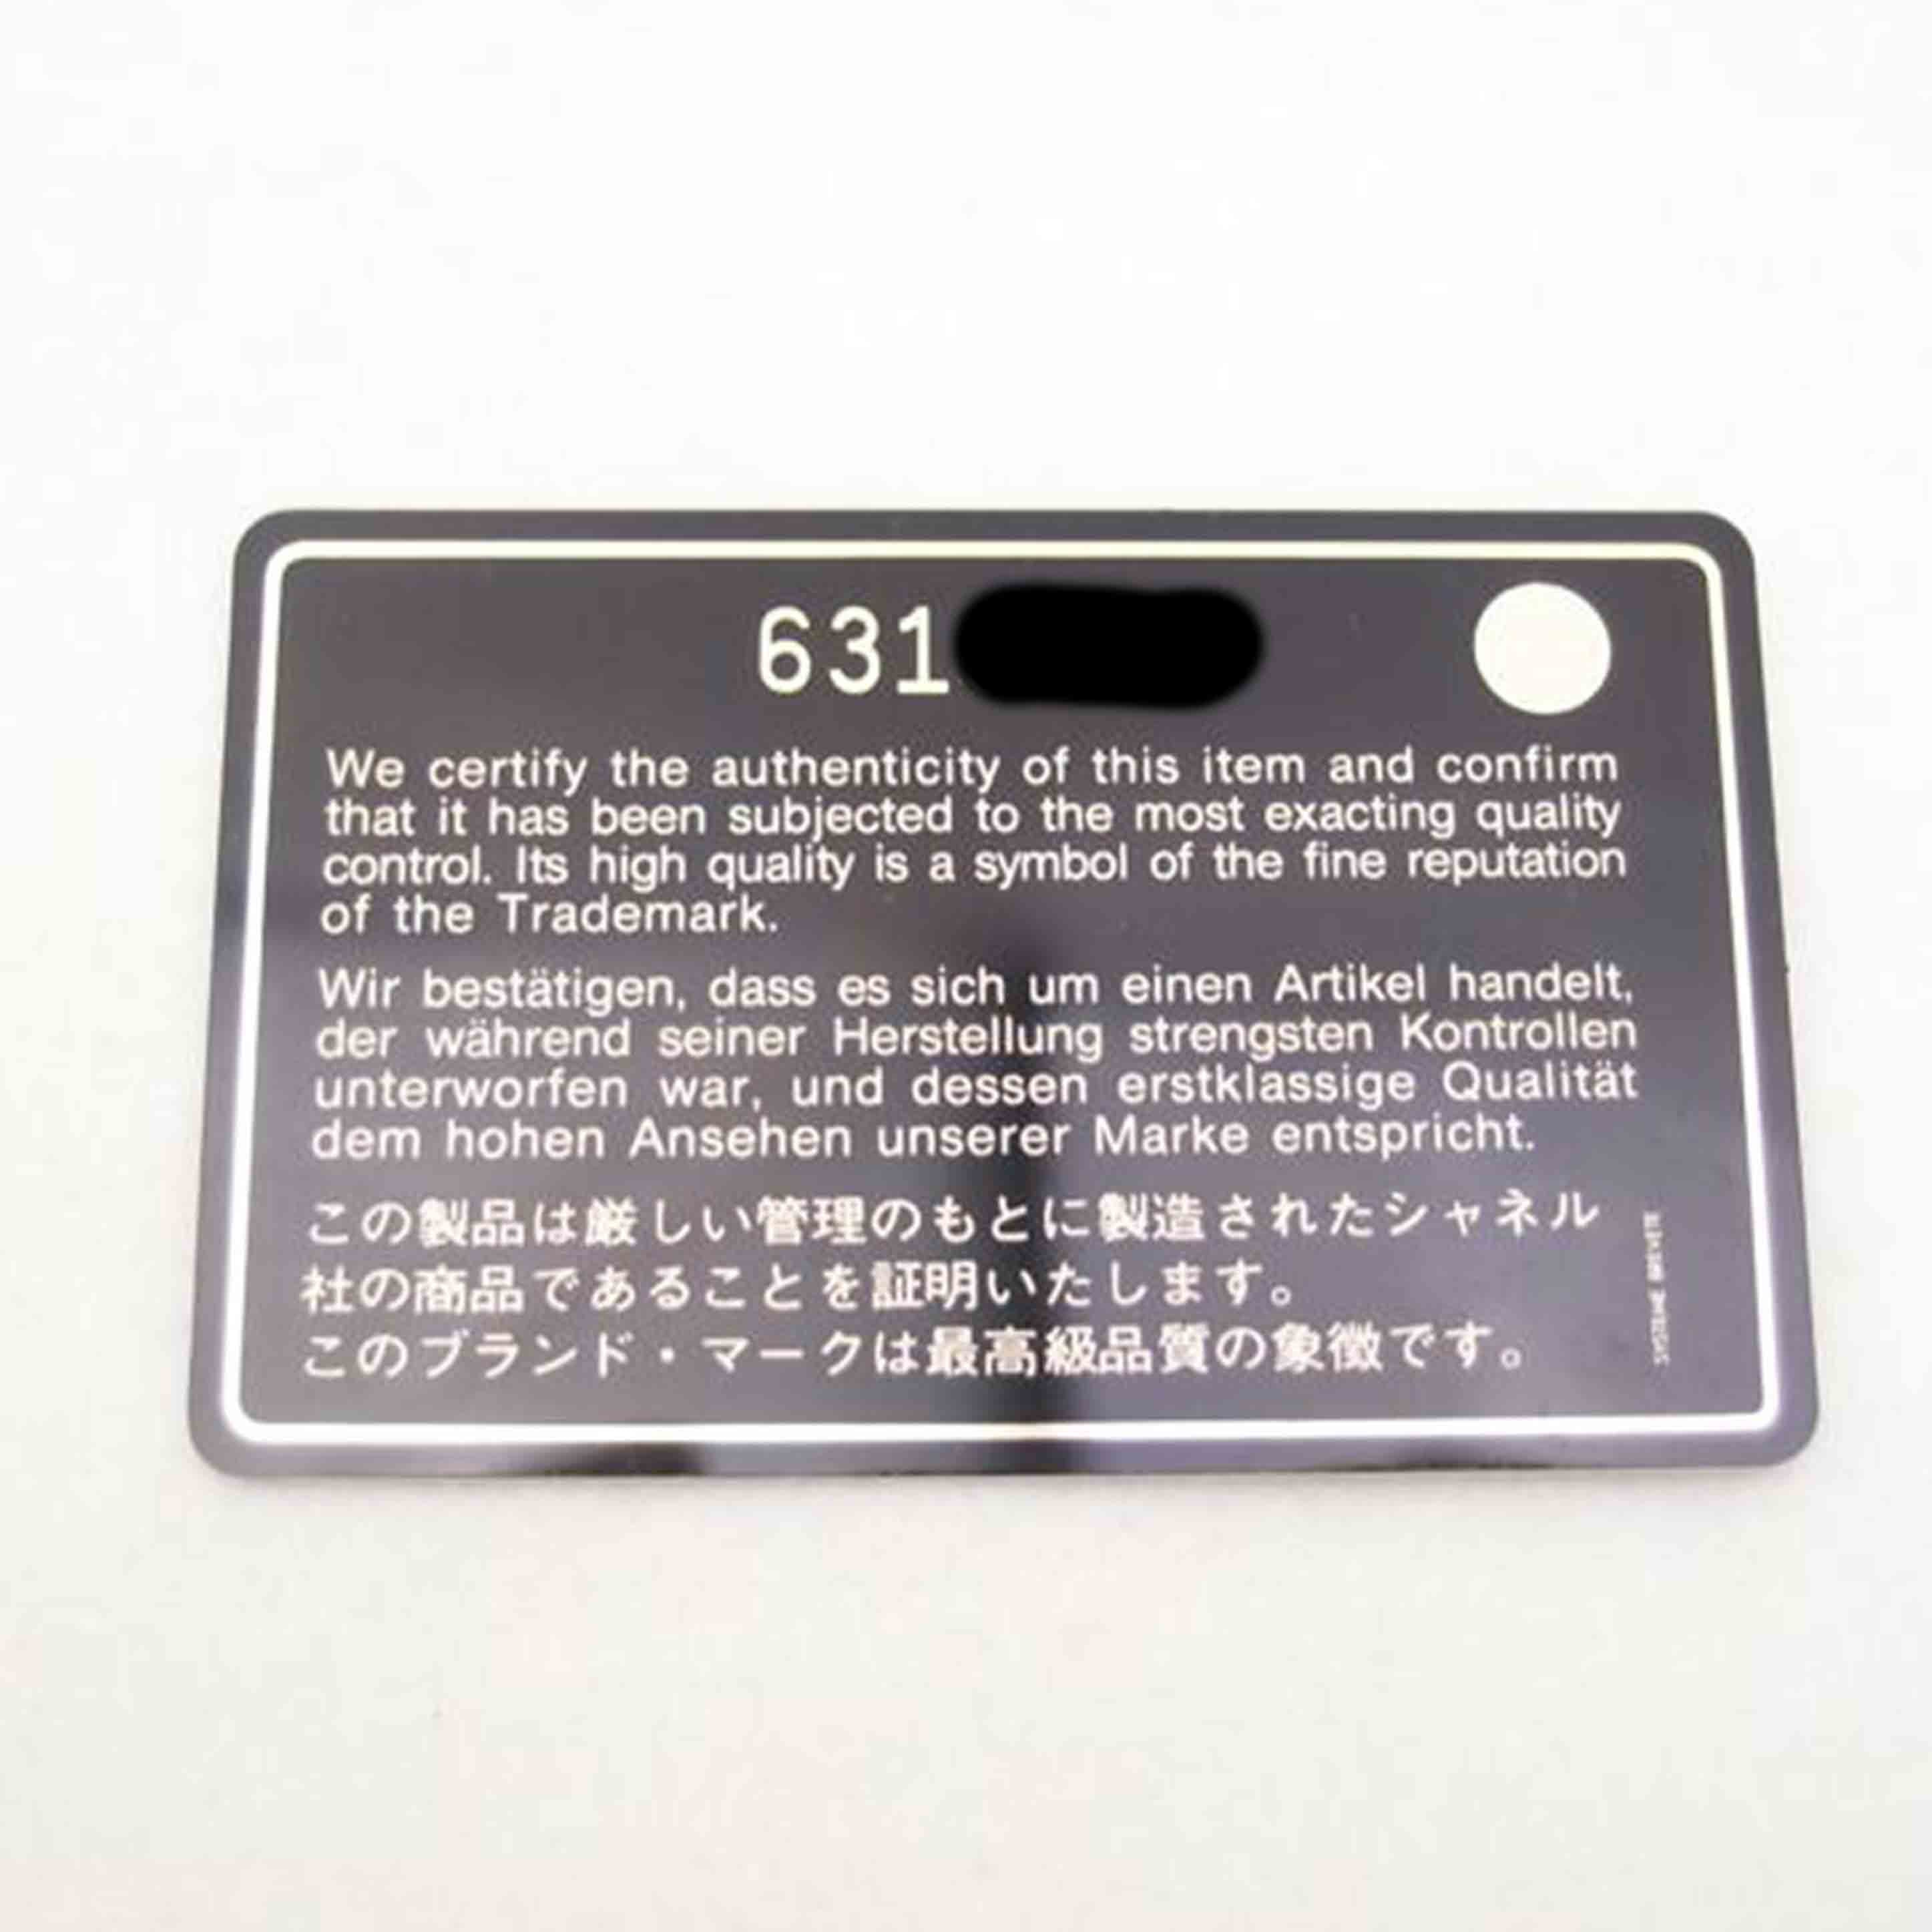 631
We certify the authenticity of this item and confirm
that it has been subjected to the most exacting quality
control. Its high quality is a symbol of the fine reputation
of the Trademark.
Wir bestätigen, dass es sich um einen Artikel handelt,
der während seiner Herstellung strengsten Kontrollen
unterworfen war, und dessen erstklassige Qualität
dem hohen Ansehen unserer Marke entspricht.
この製品は厳しい管理のもとに製造されたシャネル
社の商品であることを証明いたします。
このブランド・マークは最高級品質の象徴です。
SYSTEME BREVETE